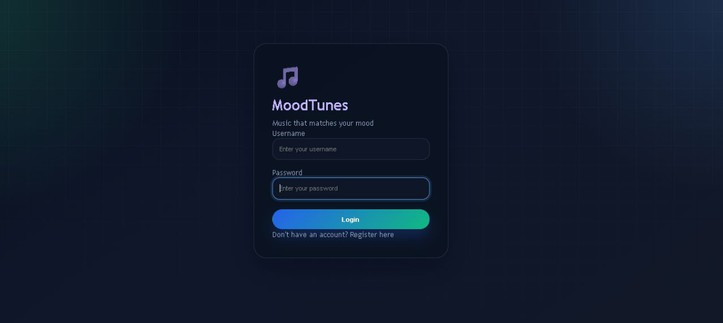 MoodTunes
Music that matches your mood
Username
Enter your username
Password
Enter your password
Login
Don't have an account? Register here